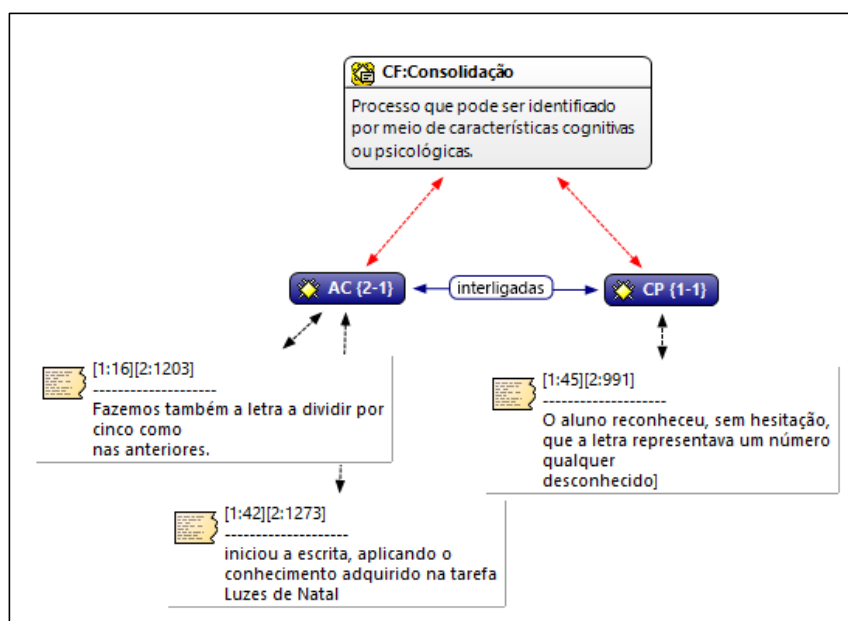 CF:Consolidação
Processo que pode ser identificado
por meio de características cognitivas
ou psicológicas.
AC {2-1}
interligadas
CP {1-1}
[1:16][2:1203]
--------------------
Fazemos também a letra a dividir por
cinco como
nas anteriores.
[1:45][2:991]
--------------------
O aluno reconheceu, sem hesitação,
que a letra representava um número
qualquer
desconhecido]
[1:42][2:1273]
--------------------
iniciou a escrita, aplicando o
conhecimento adquirido na tarefa
Luzes de Natal